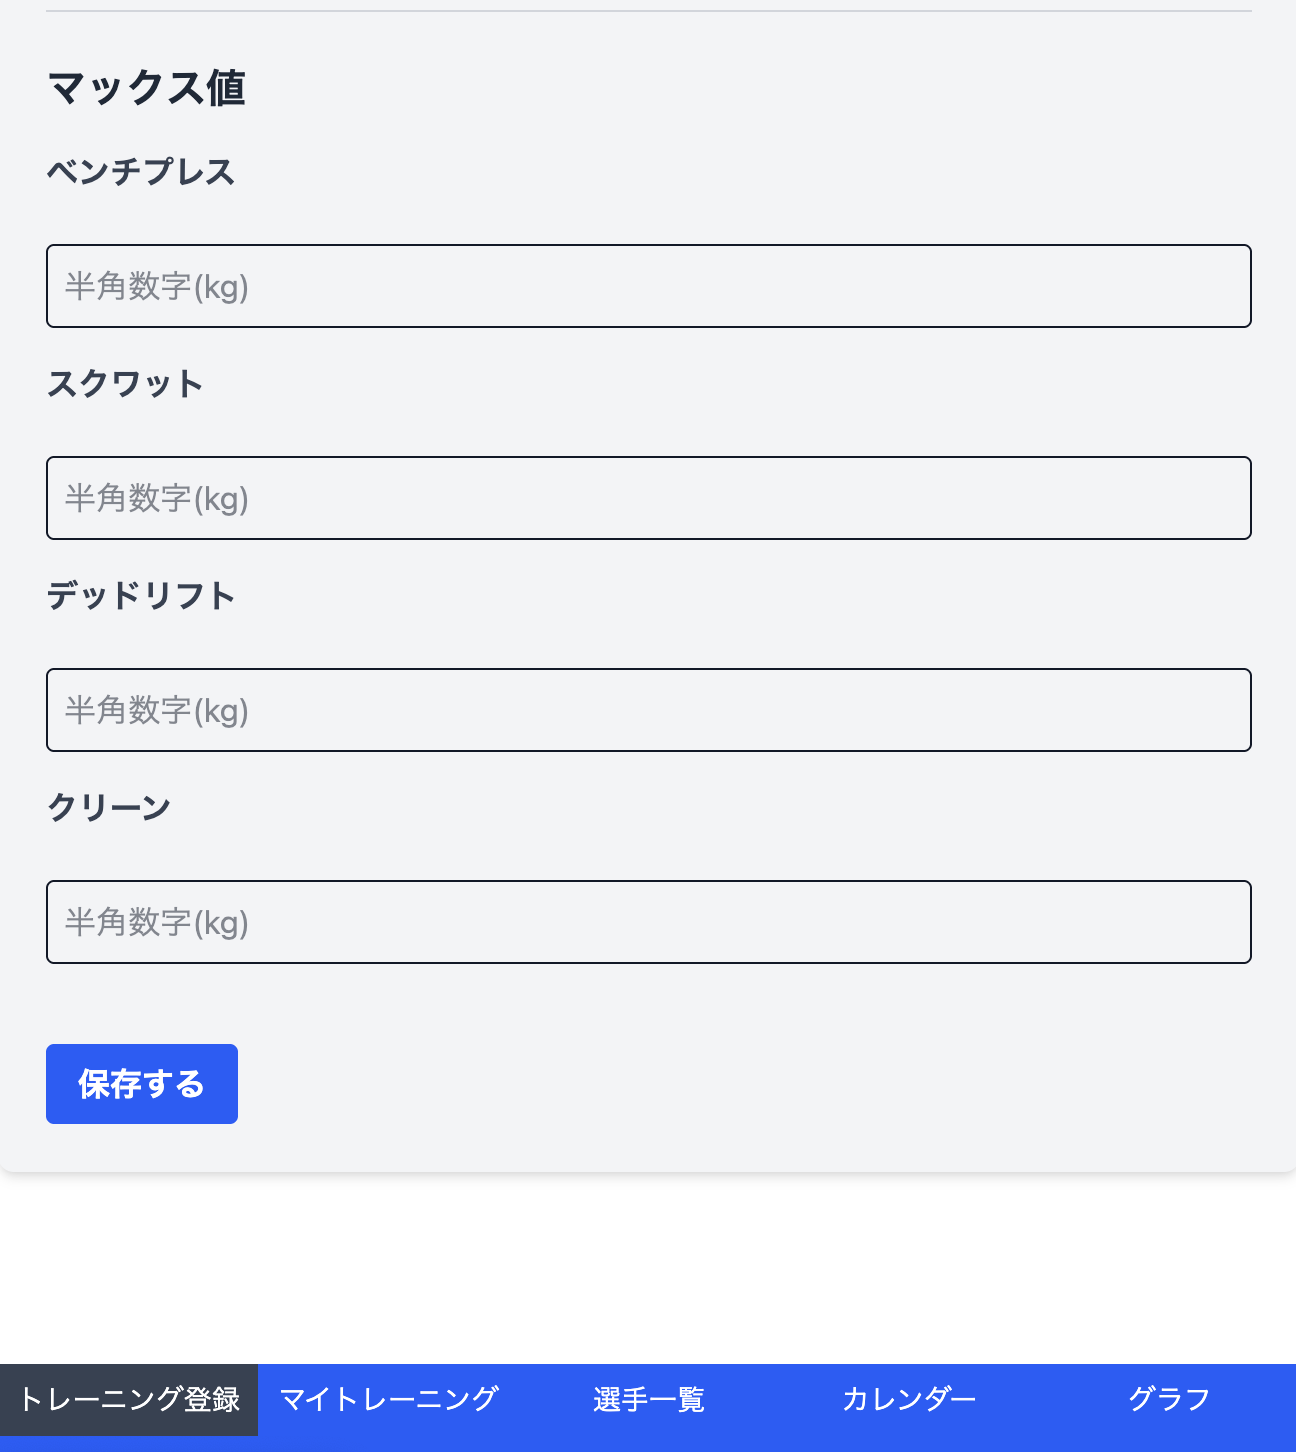 マックス値
ベンチプレス
半角数字(kg)
スクワット
半角数字(kg)
デッドリフト
半角数字(kg)
クリーン
半角数字(kg)
保存する
トレーニング登録 マイトレーニング 選手一覧 カレンダー グラフ